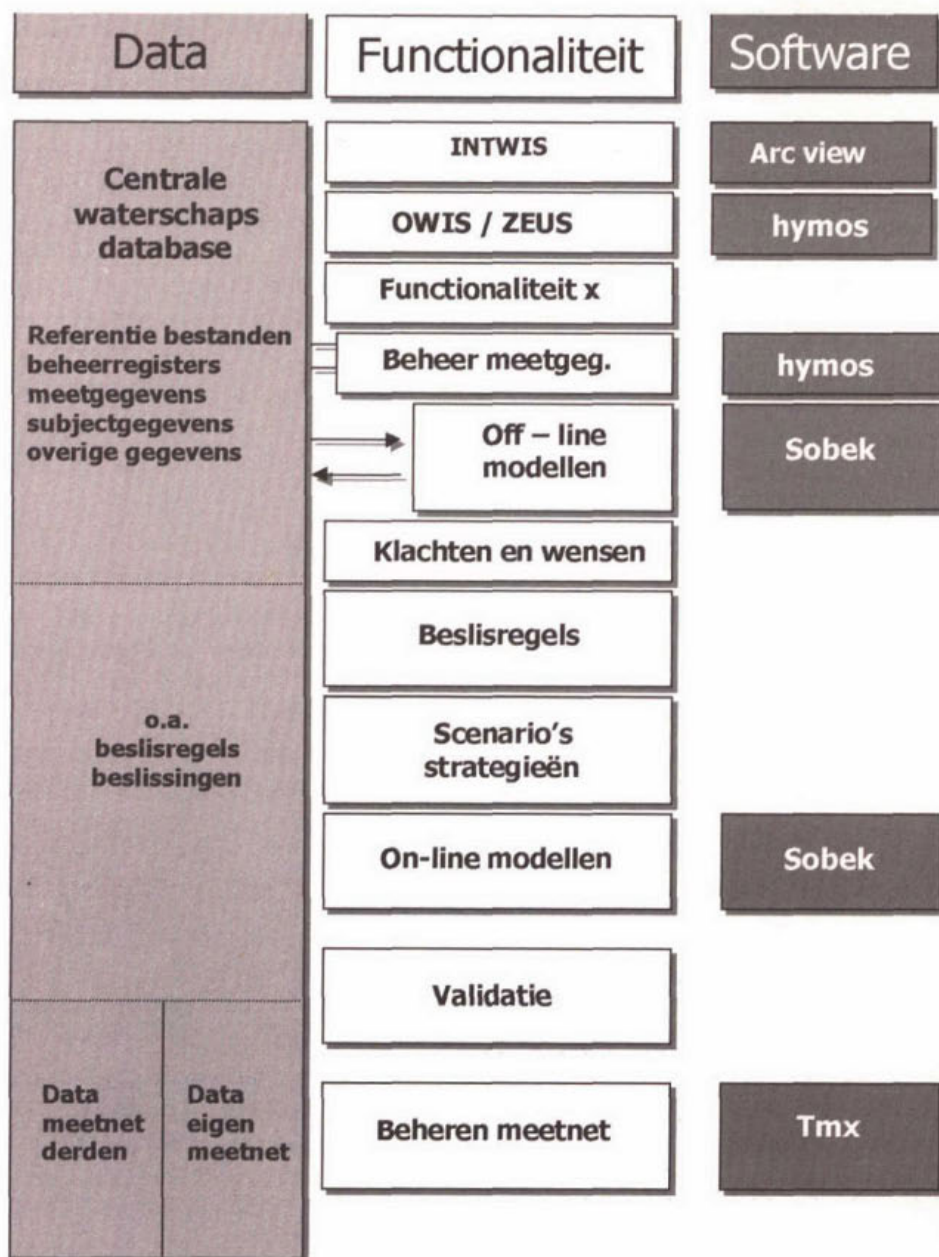 Data
Functionaliteit
Software
Centrale
waterschaps
database
Referentie bestanden
beheerregisters
meetgegevens
subjectgegevens
overige gegevens
o.a.
beslisregels
beslissingen
Data
meetnet
derden
Data
eigen
meetnet
INTWIS
OWIS / ZEUS
Functionaliteit x
Beheer meetgeg.
Off – line
modellen
Klachten en wensen
Beslisregels
Scenario's
strategieën
On-line modellen
Validatie
Beheren meetnet
Arc view
hymos
hymos
Sobek
Sobek
Tmx